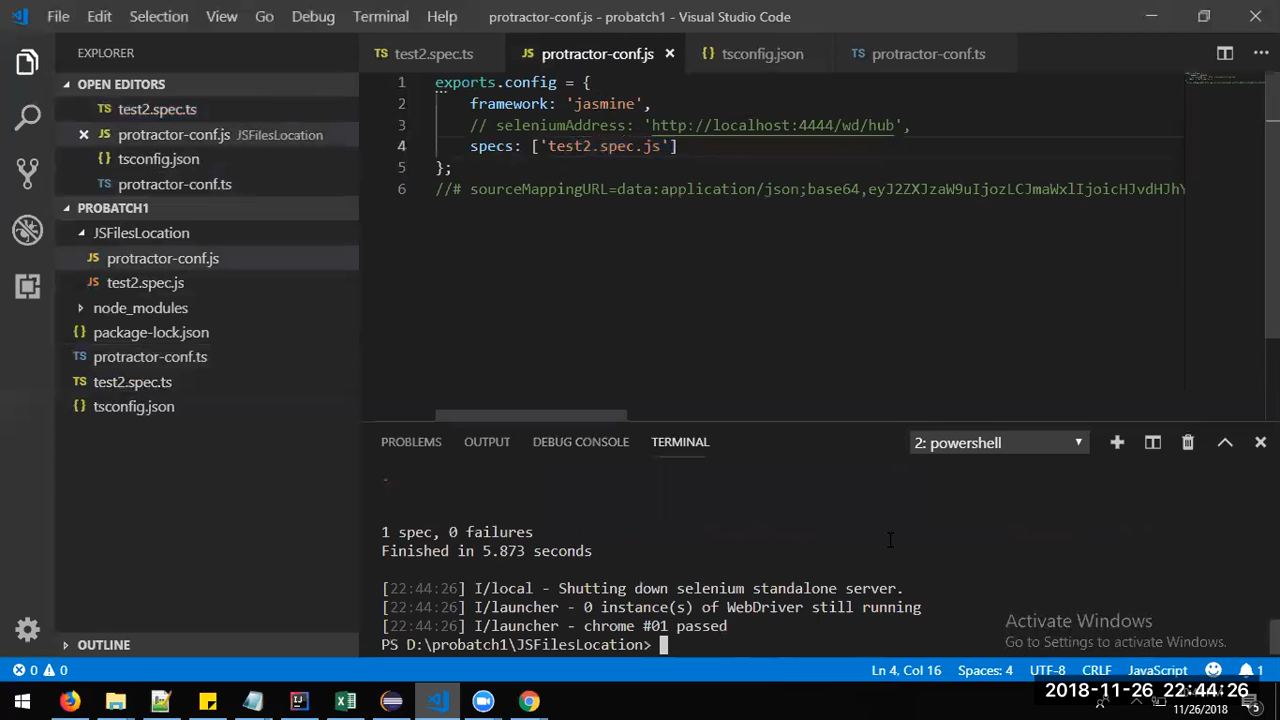 File Edit Selection View Go Debug Terminal Help protractor-conf.js - probatch1 - Visual Studio Code
EXPLORER
OPEN EDITORS
TS test2.spec.ts
protractor-conf.js JSFilesLocation
{} tsconfig.json
TS protractor-conf.ts
PROBATCH1
JSFilesLocation
JS protractor-conf.js
JS test2.spec.js
node_modules
{} package-lock.json
TS protractor-conf.ts
TS test2.spec.ts
{} tsconfig.json
OUTLINE
TS test2.spec.ts JS protractor-conf.js {} tsconfig.json TS protractor-conf.ts
1 exports.config = {
2 framework: 'jasmine',
3 // seleniumAddress: 'http://localhost:4444/wd/hub',
4 specs: ['test2.spec.js']
5 };
6 //# sourceMappingURL=data:application/json;base64,eyJ2ZXJzaW9uIjozLCJmaWxlIjoicHJvdHJhY
PROBLEMS OUTPUT DEBUG CONSOLE TERMINAL 2: powershell
.
1 spec, 0 failures
Finished in 5.873 seconds
[22:44:26] I/local - Shutting down selenium standalone server.
[22:44:26] I/launcher - 0 instance(s) of WebDriver still running
[22:44:26] I/launcher - chrome #01 passed
PS D:\probatch1\JSFilesLocation>
Activate Windows
Go to Settings to activate Windows.
0 0 Ln 4, Col 16 Spaces: 4 UTF-8 CRLF JavaScript 1
2018-11-26 22:44:26
11/26/2018